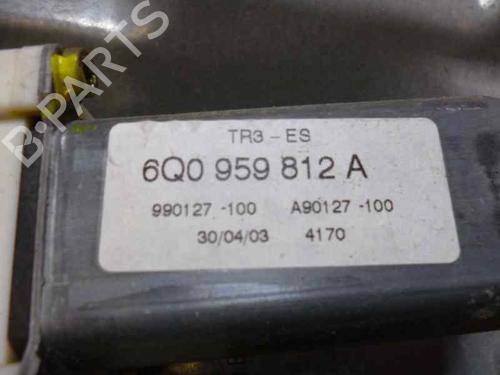 B-PARTS
TR3 - ES
6Q0 959 812 A
990127 -100 A90127 -100
30/04/03 4170